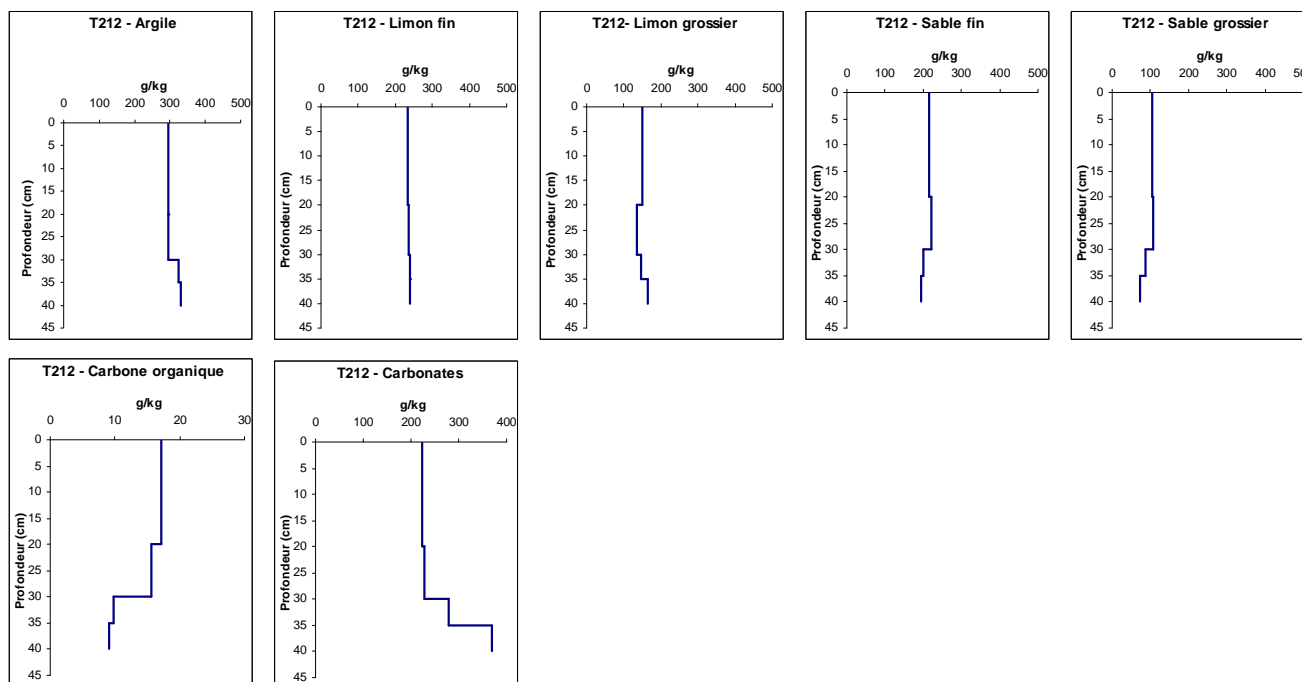 T212 - Argile
g/kg
0 100 200 300 400 500
0
5
10
15
20
25
30
35
40
45
Profondeur (cm)
T212 - Limon fin
g/kg
0 100 200 300 400 500
0
5
10
15
20
25
30
35
40
45
Profondeur (cm)
T212- Limon grossier
g/kg
0 100 200 300 400 500
0
5
10
15
20
25
30
35
40
45
Profondeur (cm)
T212 - Sable fin
g/kg
0 100 200 300 400 500
0
5
10
15
20
25
30
35
40
45
Profondeur (cm)
T212 - Sable grossier
g/kg
0 100 200 300 400
0
5
10
15
20
25
30
35
40
45
Profondeur (cm)
T212 - Carbone organique
g/kg
0 10 20 30
0
5
10
15
20
25
30
35
40
45
Profondeur (cm)
T212 - Carbonates
g/kg
0 100 200 300 400
0
5
10
15
20
25
30
35
40
45
Profondeur (cm)